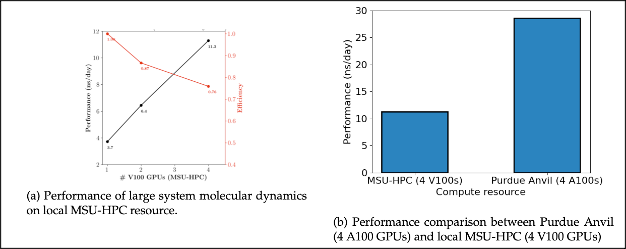 12
10
8
6
4
2
Performance (ns/day)
1.00
0.87
0.76
3.7
6.4
11.3
1.0
0.9
0.8
0.7
0.6
0.5
0.4
Efficiency
1
2
3
4
# V100 GPUs (MSU-HPC)
(a) Performance of large system molecular dynamics
on local MSU-HPC resource.
30
25
20
15
10
5
0
Performance (ns/day)
MSU-HPC (4 V100s)
Purdue Anvil (4 A100s)
Compute resource
(b) Performance comparison between Purdue Anvil
(4 A100 GPUs) and local MSU-HPC (4 V100 GPUs)